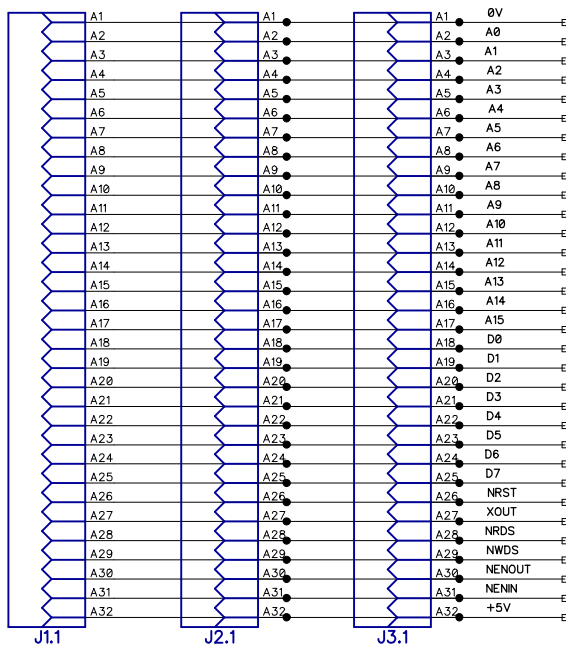 A1 A1 A1 0V
A2 A2 A2 A0
A3 A3 A3 A1
A4 A4 A4 A2
A5 A5 A5 A3
A6 A6 A6 A4
A7 A7 A7 A5
A8 A8 A8 A6
A9 A9 A9 A7
A10 A10 A10 A8
A11 A11 A11 A9
A12 A12 A12 A10
A13 A13 A13 A11
A14 A14 A14 A12
A15 A15 A15 A13
A16 A16 A16 A14
A17 A17 A17 A15
A18 A18 A18 D0
A19 A19 A19 D1
A20 A20 A20 D2
A21 A21 A21 D3
A22 A22 A22 D4
A23 A23 A23 D5
A24 A24 A24 D6
A25 A25 A25 D7
A26 A26 A26 NRST
A27 A27 A27 XOUT
A28 A28 A28 NRDS
A29 A29 A29 NWDS
A30 A30 A30 NENOUT
A31 A31 A31 NENIN
A32 A32 A32 +5V
J1.1 J2.1 J3.1